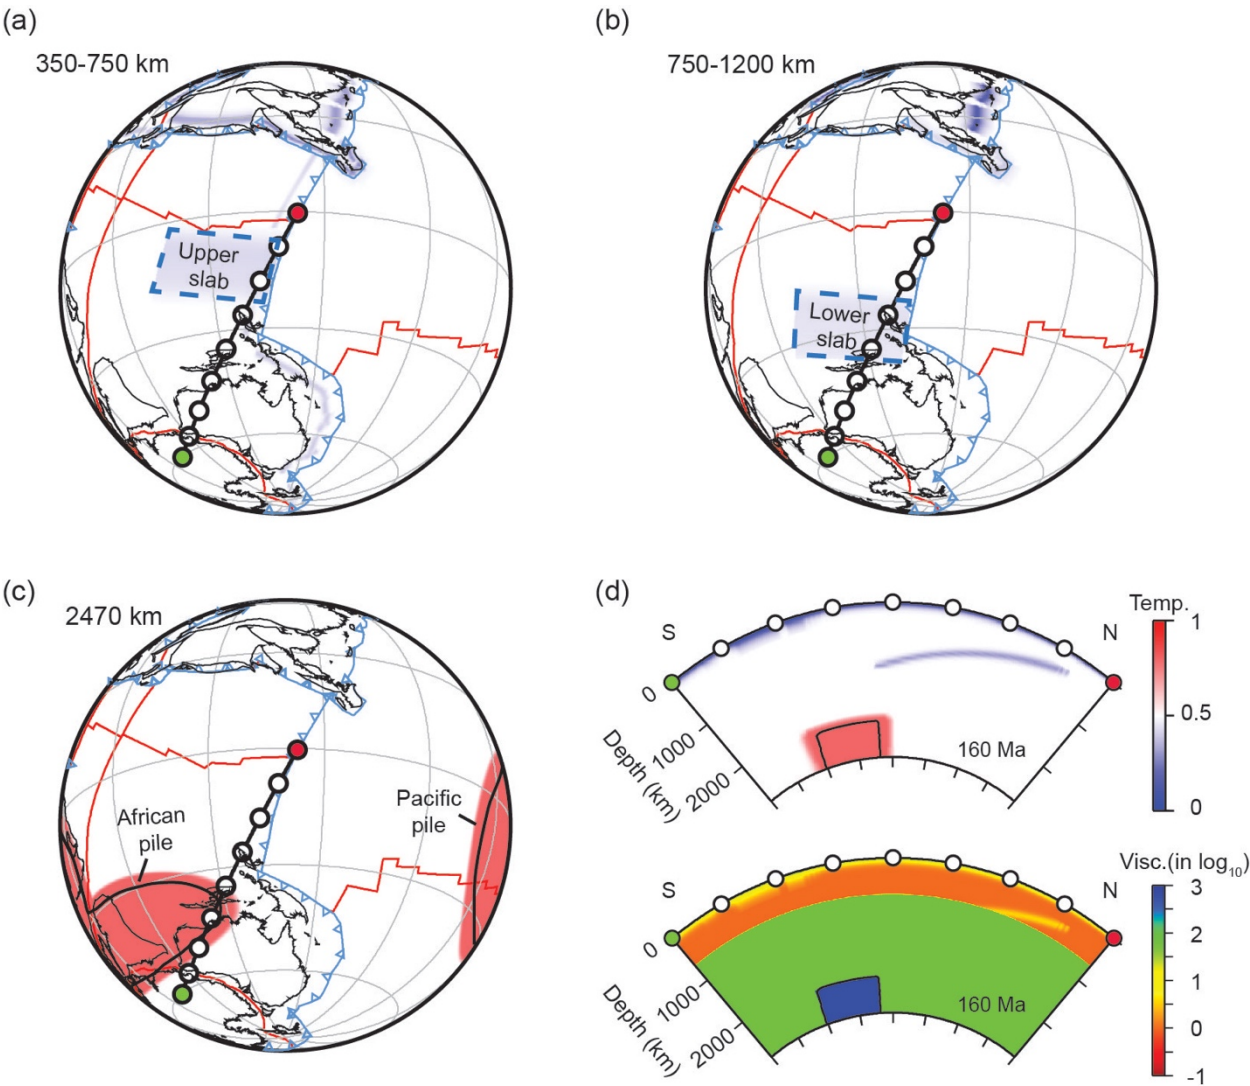 (a)
350-750 km
Upper
slab
(b)
750-1200 km
Lower
slab
(c)
2470 km
African
pile
Pacific
pile
(d)
Temp.
1
0.5
0
S
N
0
1000
2000
Depth (km)
160 Ma
Visc.(in log10)
3
2
1
0
-1
S
N
0
1000
2000
Depth (km)
160 Ma